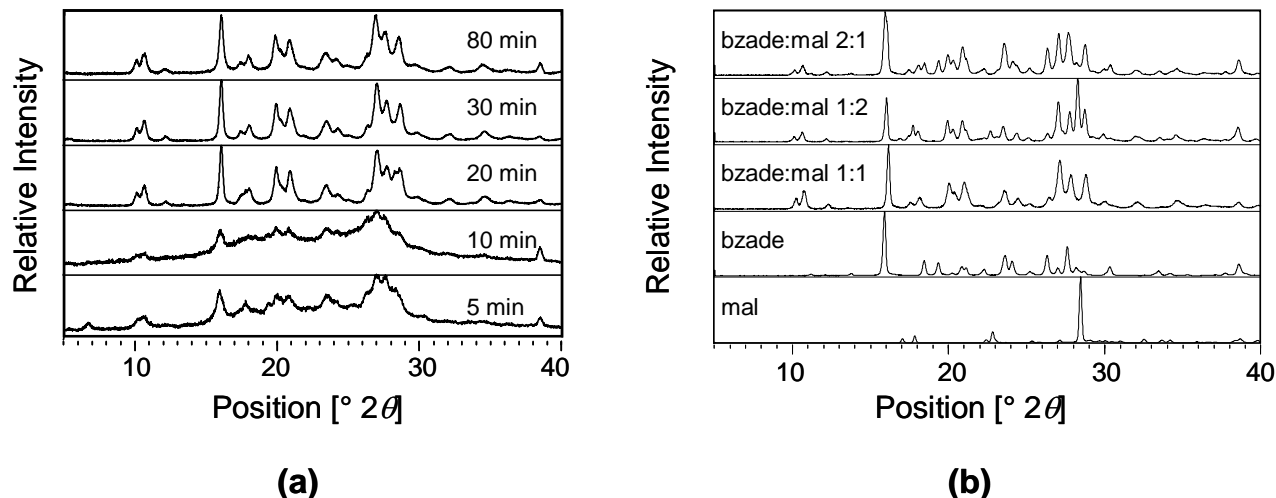 Relative Intensity
80 min
30 min
20 min
10 min
5 min
10 20 30 40
Position [° 2θ]
(a)
Relative Intensity
bzade:mal 2:1
bzade:mal 1:2
bzade:mal 1:1
bzade
mal
10 20 30 40
Position [° 2θ]
(b)